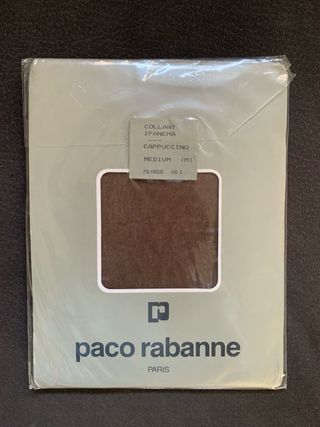 COLLANT
IPANEMA
CAPPUCCINO
MEDIUM (M)
paco rabanne
PARIS